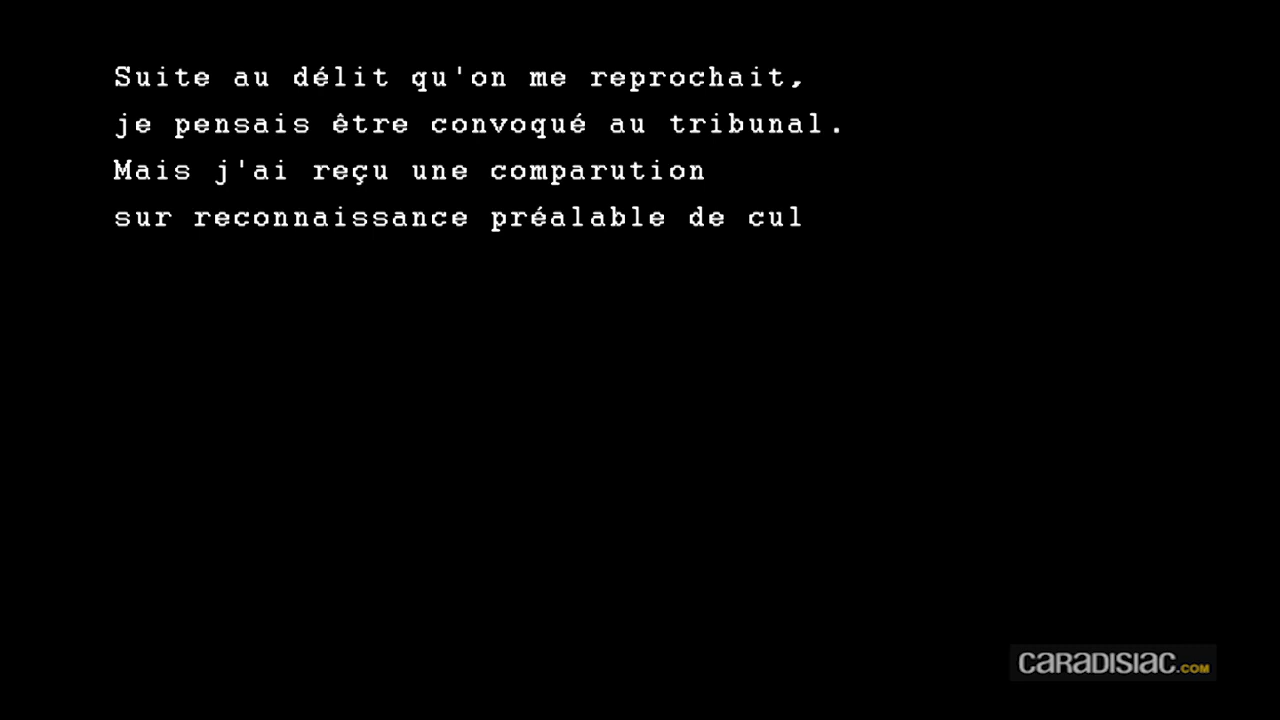 Suite au délit qu'on me reprochait,
je pensais être convoqué au tribunal.
Mais j'ai reçu une comparution
sur reconnaissance préalable de cul
CARADISIAC.COM